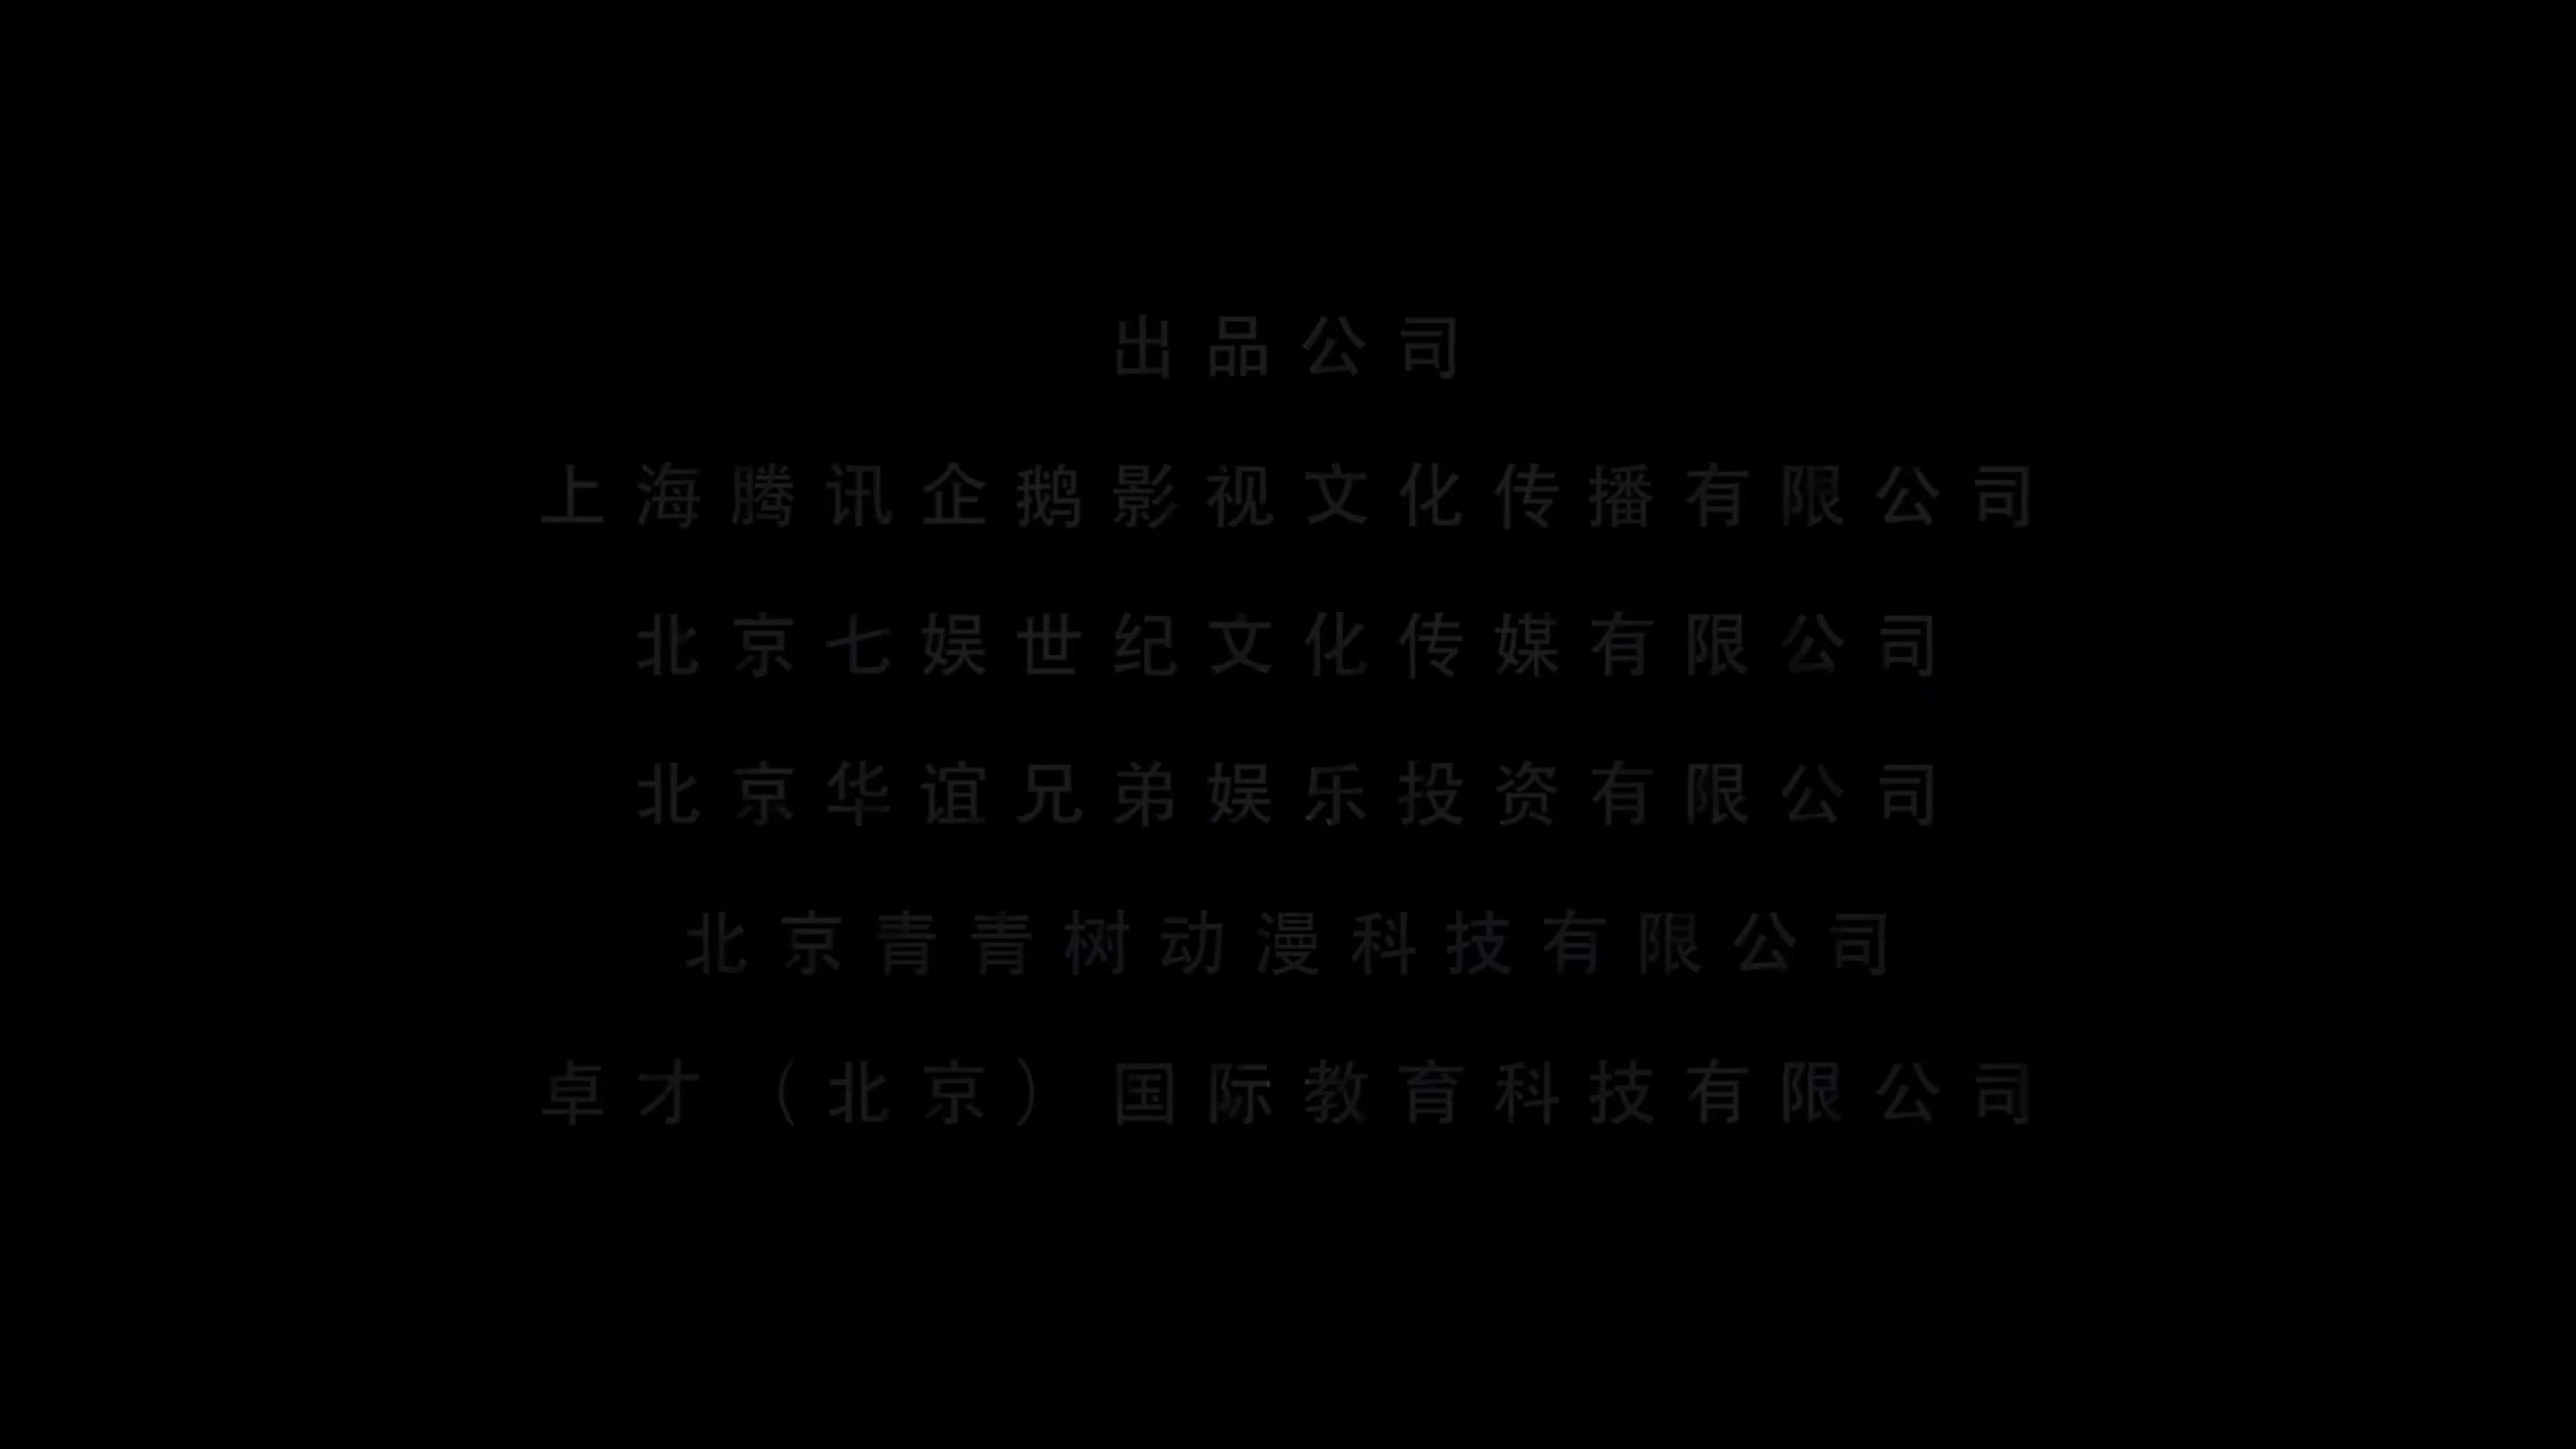 出品公司
上海腾讯企鹅影视文化传播有限公司
北京七娱世纪文化传媒有限公司
北京华谊兄弟娱乐投资有限公司
北京青青树动漫科技有限公司
卓才（北京）国际教育科技有限公司